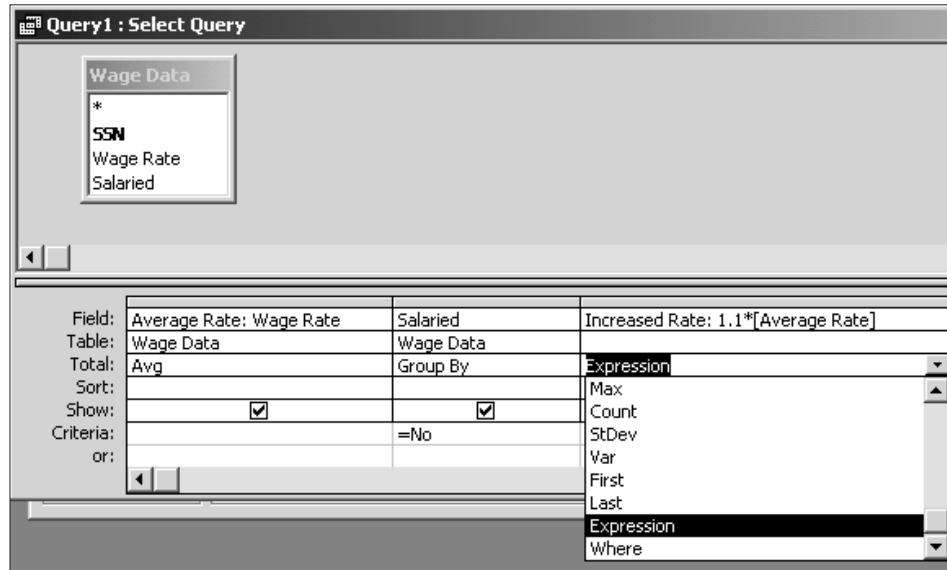 Query1 : Select Query
Wage Data
*
SSN
Wage Rate
Salaried
Field: Average Rate: Wage Rate Salaried Increased Rate: 1.1*[Average Rate]
Table: Wage Data Wage Data
Total: Avg Group By Expression
Sort:
Show:
Criteria: =No
or:
Max
Count
StDev
Var
First
Last
Expression
Where